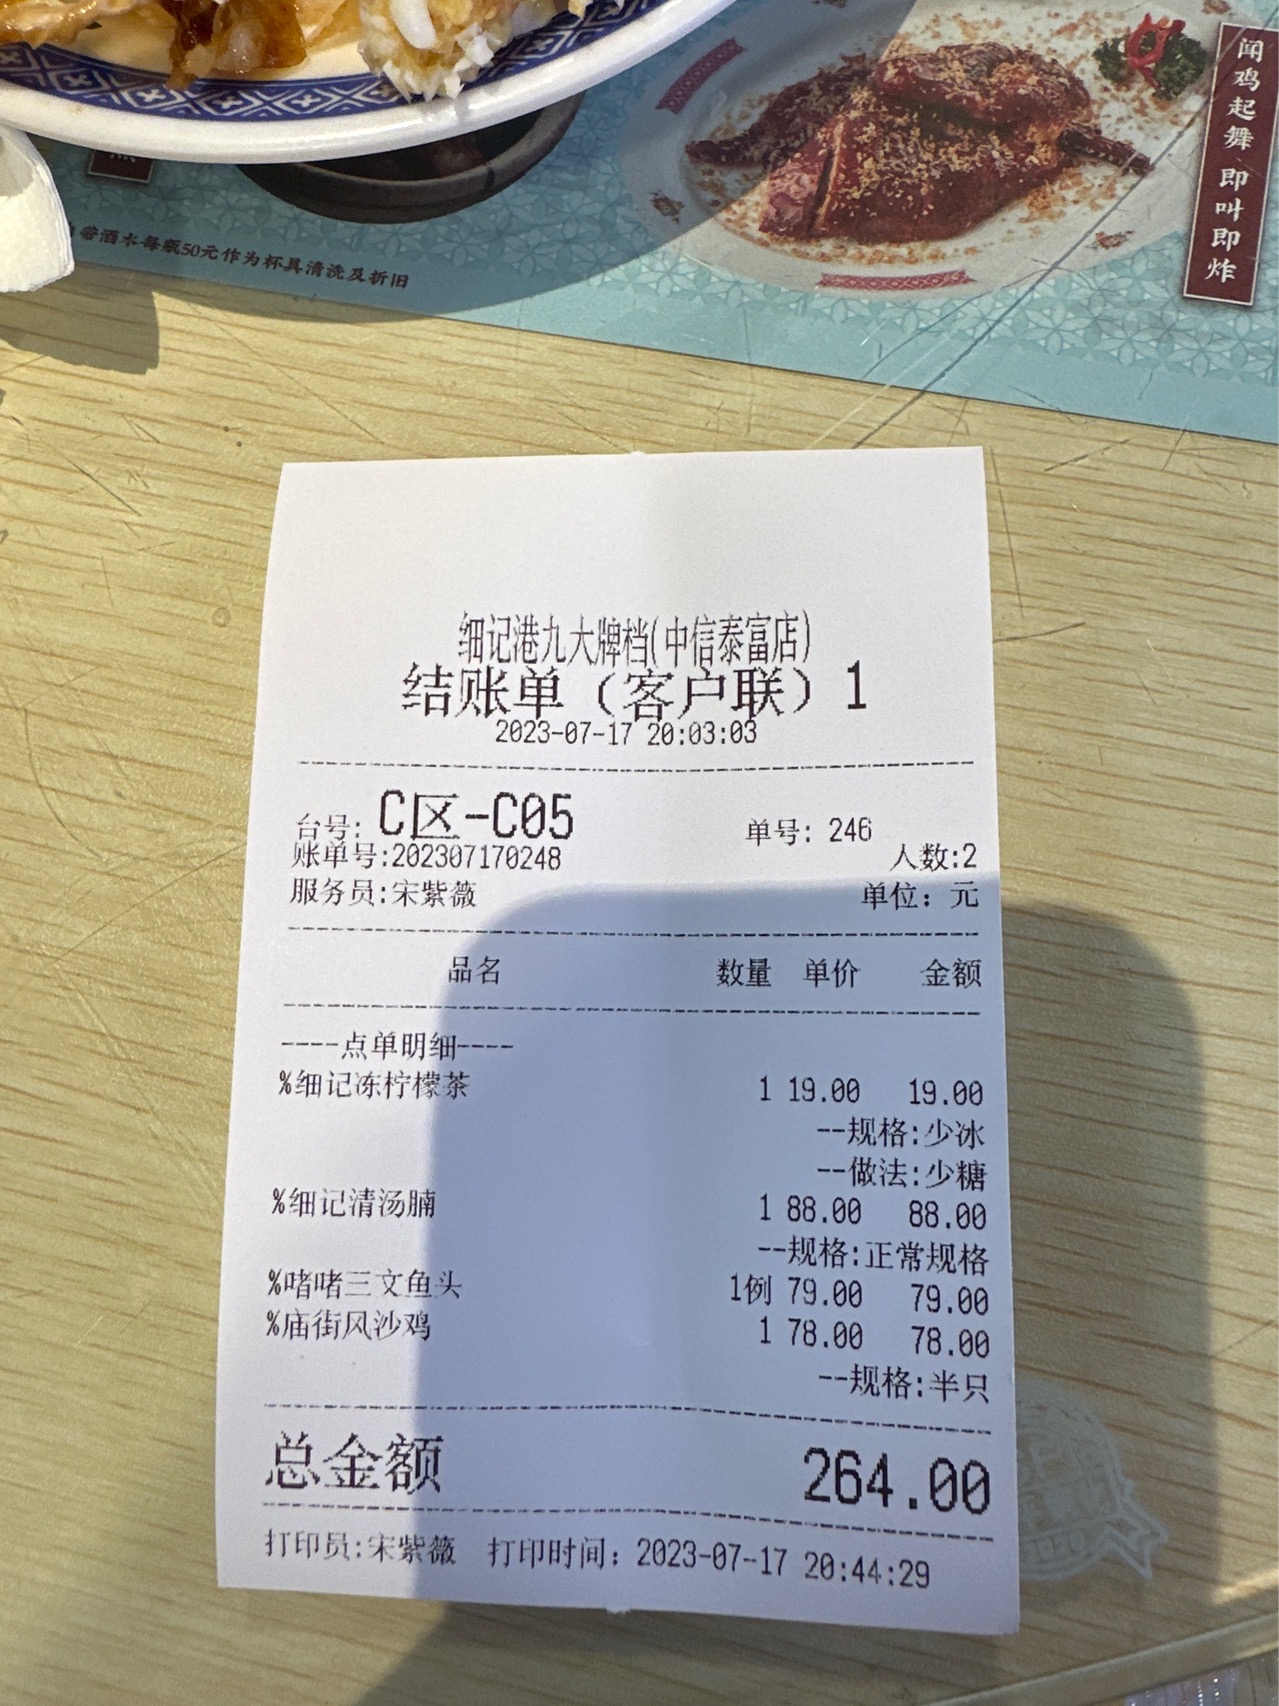 闻鸡起舞 即叫即炸
带酒水每瓶50元作为杯具清洗及折旧
细记港九大牌档(中信泰富店)
结账单（客户联）1
2023-07-17 20:03:03
台号: C区-C05 单号: 246
账单号:202307170248 人数:2
服务员:宋紫薇 单位: 元
品名 数量 单价 金额
----点单明细----
%细记冻柠檬茶 1 19.00 19.00
--规格:少冰
--做法:少糖
%细记清汤腩 1 88.00 88.00
--规格:正常规格
%啫啫三文鱼头 1例 79.00 79.00
%庙街风沙鸡 1 78.00 78.00
--规格:半只
总金额 264.00
打印员:宋紫薇 打印时间: 2023-07-17 20:44:29